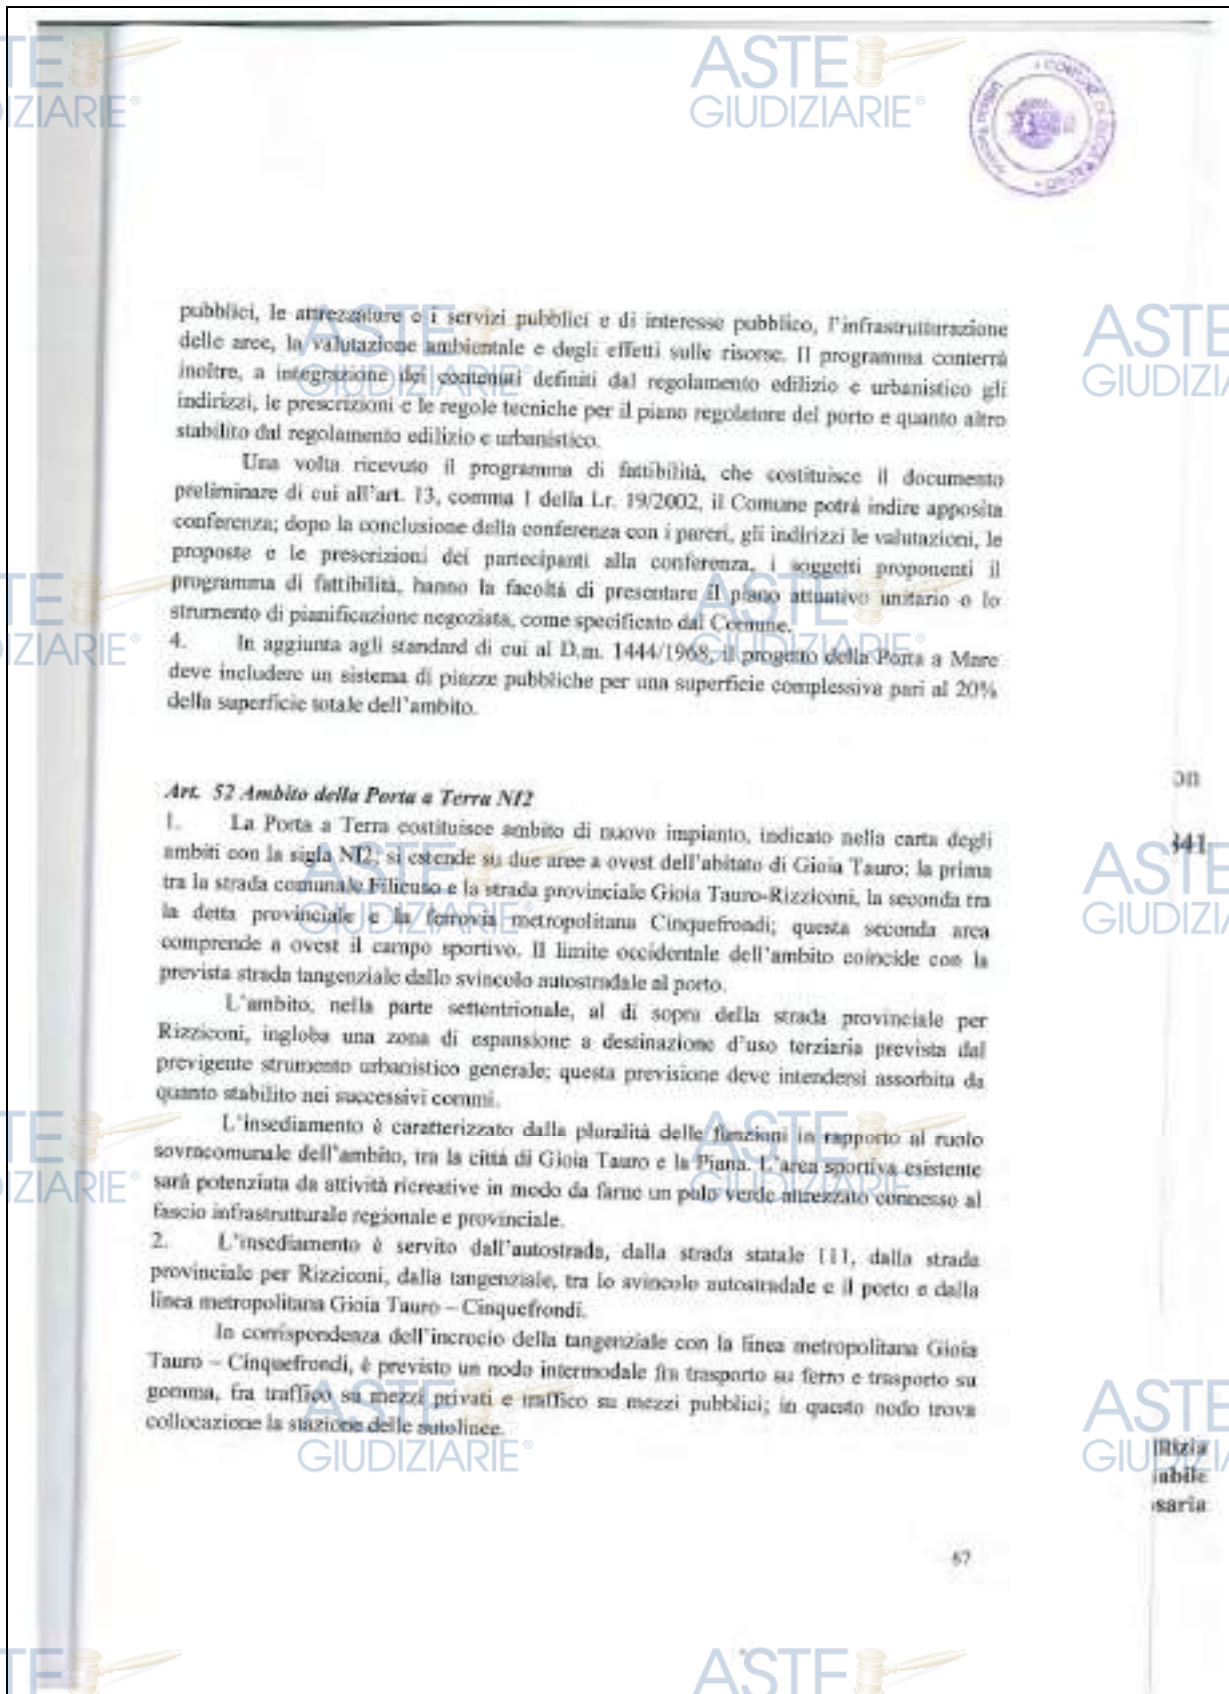 ASTE GIUDIZIARIE®
pubblici, le attrezzature e i servizi pubblici e di interesse pubblico, l'infrastrutturazione
delle aree, la valutazione ambientale e degli effetti sulle risorse. Il programma conterrà
inoltre, a integrazione dei contenuti definiti dal regolamento edilizio e urbanistico gli
indirizzi, le prescrizioni e le regole tecniche per il piano regolatore del porto e quanto altro
stabilito dal regolamento edilizio e urbanistico.
Una volta ricevuto il programma di fattibilità, che costituisce il documento
preliminare di cui all'art. 13, comma 1 della Lr. 19/2002, il Comune potrà indire apposita
conferenza; dopo la conclusione della conferenza con i pareri, gli indirizzi le valutazioni, le
proposte e le prescrizioni dei partecipanti alla conferenza, i soggetti proponenti il
programma di fattibilità, hanno la facoltà di presentare il piano attuativo unitario o lo
strumento di pianificazione negoziata, come specificato dal Comune.
4. In aggiunta agli standard di cui al D.m. 1444/1968, il progetto della Porta a Mare
deve includere un sistema di piazze pubbliche per una superficie complessiva pari al 20%
della superficie totale dell'ambito.
Art. 52 Ambito della Porta a Terra NI2
1. La Porta a Terra costituisce ambito di nuovo impianto, indicato nella carta degli
ambiti con la sigla NI2; si estende su due aree a ovest dell'abitato di Gioia Tauro: la prima
tra la strada comunale Filicuso e la strada provinciale Gioia Tauro-Rizziconi, la seconda tra
la detta provinciale e la ferrovia metropolitana Cinquefrondi; questa seconda area
comprende a ovest il campo sportivo. Il limite occidentale dell'ambito coincide con la
prevista strada tangenziale dallo svincolo autostradale al porto.
L'ambito, nella parte settentrionale, al di sopra della strada provinciale per
Rizziconi, ingloba una zona di espansione a destinazione d'uso terziaria prevista dal
previgente strumento urbanistico generale; questa previsione deve intendersi assorbita da
quanto stabilito nei successivi commi.
L'insediamento è caratterizzato dalla pluralità delle funzioni in rapporto al ruolo
sovracomunale dell'ambito, tra la città di Gioia Tauro e la Piana. L'area sportiva esistente
sarà potenziata da attività ricreative in modo da farne un polo verde attrezzato connesso al
fascio infrastrutturale regionale e provinciale.
2. L'insediamento è servito dall'autostrada, dalla strada statale 111, dalla strada
provinciale per Rizziconi, dalla tangenziale, tra lo svincolo autostradale e il porto e dalla
linea metropolitana Gioia Tauro – Cinquefrondi.
In corrispondenza dell'incrocio della tangenziale con la linea metropolitana Gioia
Tauro – Cinquefrondi, è previsto un nodo intermodale fra trasporto su ferro e trasporto su
gomma, fra traffico su mezzi privati e traffico su mezzi pubblici; in questo nodo trova
collocazione la stazione delle autolinee.
67
on
341
abile
saria